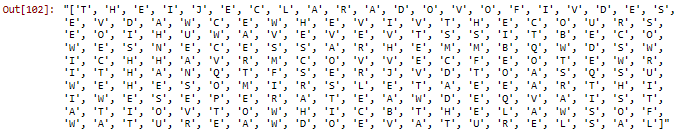 Out[102]: "['T', 'H', 'E', 'I', 'J', 'E', 'C', 'L', 'A', 'R', 'A', 'D', 'O', 'V', 'O', 'F', 'I', 'V', 'D', 'E', 'S',
'E', 'V', 'D', 'A', 'W', 'C', 'E', 'W', 'H', 'E', 'V', 'I', 'V', 'T', 'H', 'E', 'C', 'O', 'U', 'R', 'S',
'E', 'O', 'I', 'H', 'U', 'W', 'A', 'V', 'E', 'V', 'E', 'V', 'T', 'S', 'S', 'I', 'T', 'B', 'E', 'C', 'O',
'W', 'E', 'S', 'N', 'E', 'C', 'E', 'S', 'S', 'A', 'R', 'H', 'E', 'M', 'M', 'B', 'Q', 'W', 'D', 'S', 'W',
'I', 'C', 'H', 'H', 'A', 'V', 'R', 'M', 'C', 'O', 'V', 'V', 'E', 'C', 'F', 'E', 'O', 'T', 'E', 'W', 'R',
'I', 'T', 'H', 'A', 'N', 'Q', 'T', 'F', 'S', 'E', 'R', 'J', 'V', 'D', 'T', 'O', 'A', 'S', 'Q', 'S', 'U',
'W', 'E', 'H', 'E', 'S', 'O', 'M', 'I', 'R', 'S', 'L', 'E', 'T', 'A', 'E', 'E', 'A', 'R', 'T', 'H', 'I',
'I', 'W', 'E', 'S', 'E', 'P', 'E', 'R', 'A', 'T', 'E', 'A', 'W', 'D', 'E', 'Q', 'V', 'A', 'I', 'S', 'T',
'A', 'T', 'I', 'O', 'V', 'T', 'O', 'W', 'H', 'I', 'C', 'B', 'T', 'H', 'E', 'L', 'A', 'W', 'S', 'O', 'F',
'W', 'A', 'T', 'U', 'R', 'E', 'A', 'W', 'D', 'O', 'E', 'V', 'A', 'T', 'U', 'R', 'E', 'L', 'S', 'A', 'L']"